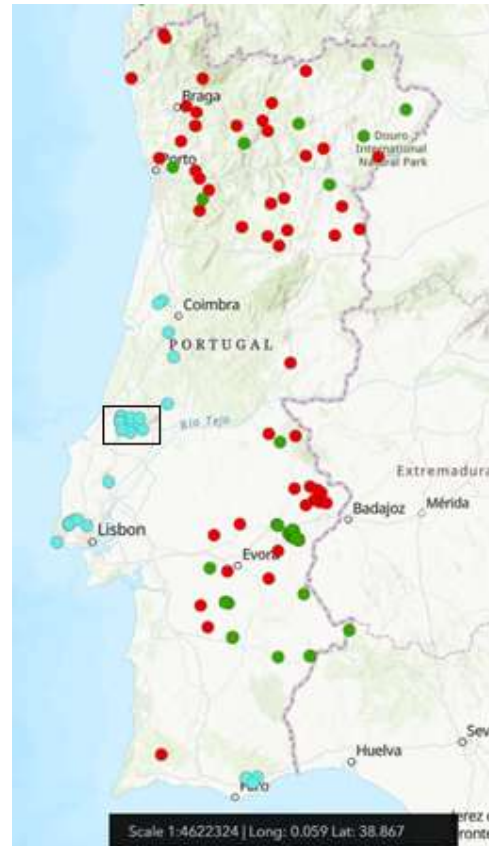 Braga
Douro
International
Natural Park
Porto
Coimbra
PORTUGAL
Rio Tejo
Extremadura
Badajoz
Mérida
Lisbon
Evora
Huelva
Faro
Scale 1:4622324 | Long: 0.059 Lat: 38.867